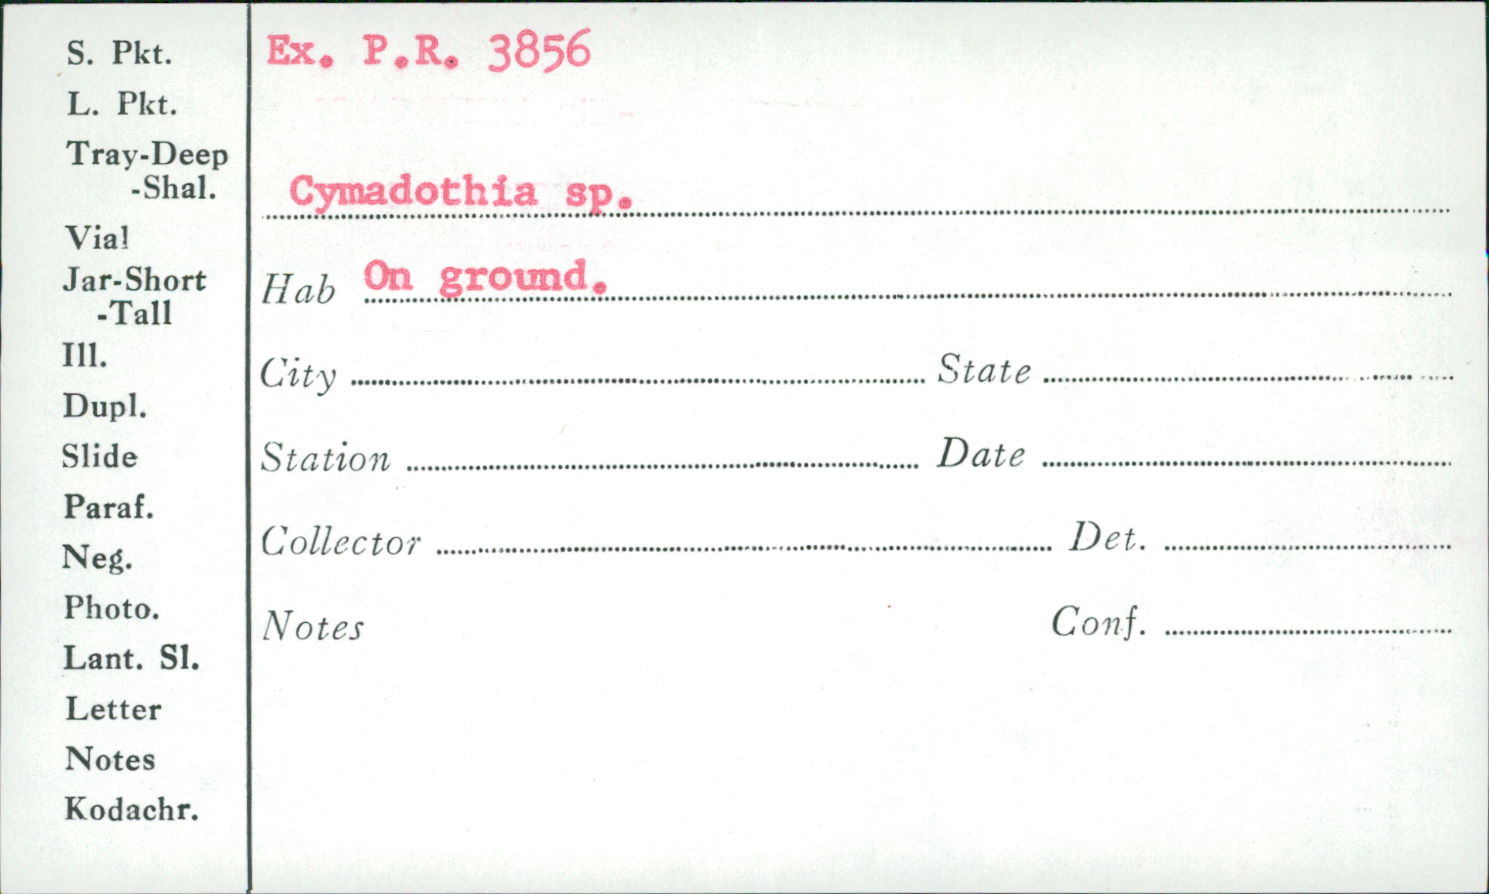 S. Pkt.
L. Pkt.
Tray-Deep
-Shal.
Vial
Jar-Short
-Tall
Ill.
Dupl.
Slide
Paraf.
Neg.
Photo.
Lant. Sl.
Letter
Notes
Kodachr.
Ex. P.R. 3856
Cymadothia sp.
Hab On ground.
City State
Station Date
Collector Det.
Notes Conf.